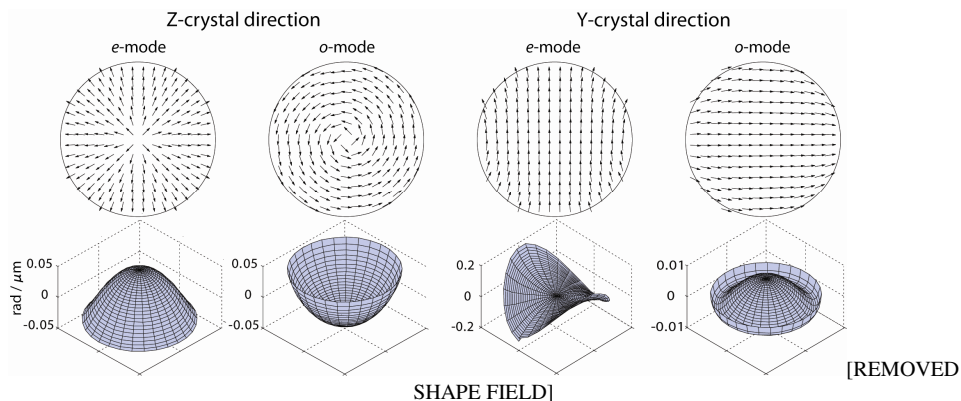 Z-crystal direction
Y-crystal direction
e-mode
o-mode
e-mode
o-mode
rad / μm
0.05
0
-0.05
0.05
0
-0.05
0.2
0
-0.2
0.01
0
-0.01
[REMOVED
SHAPE FIELD]